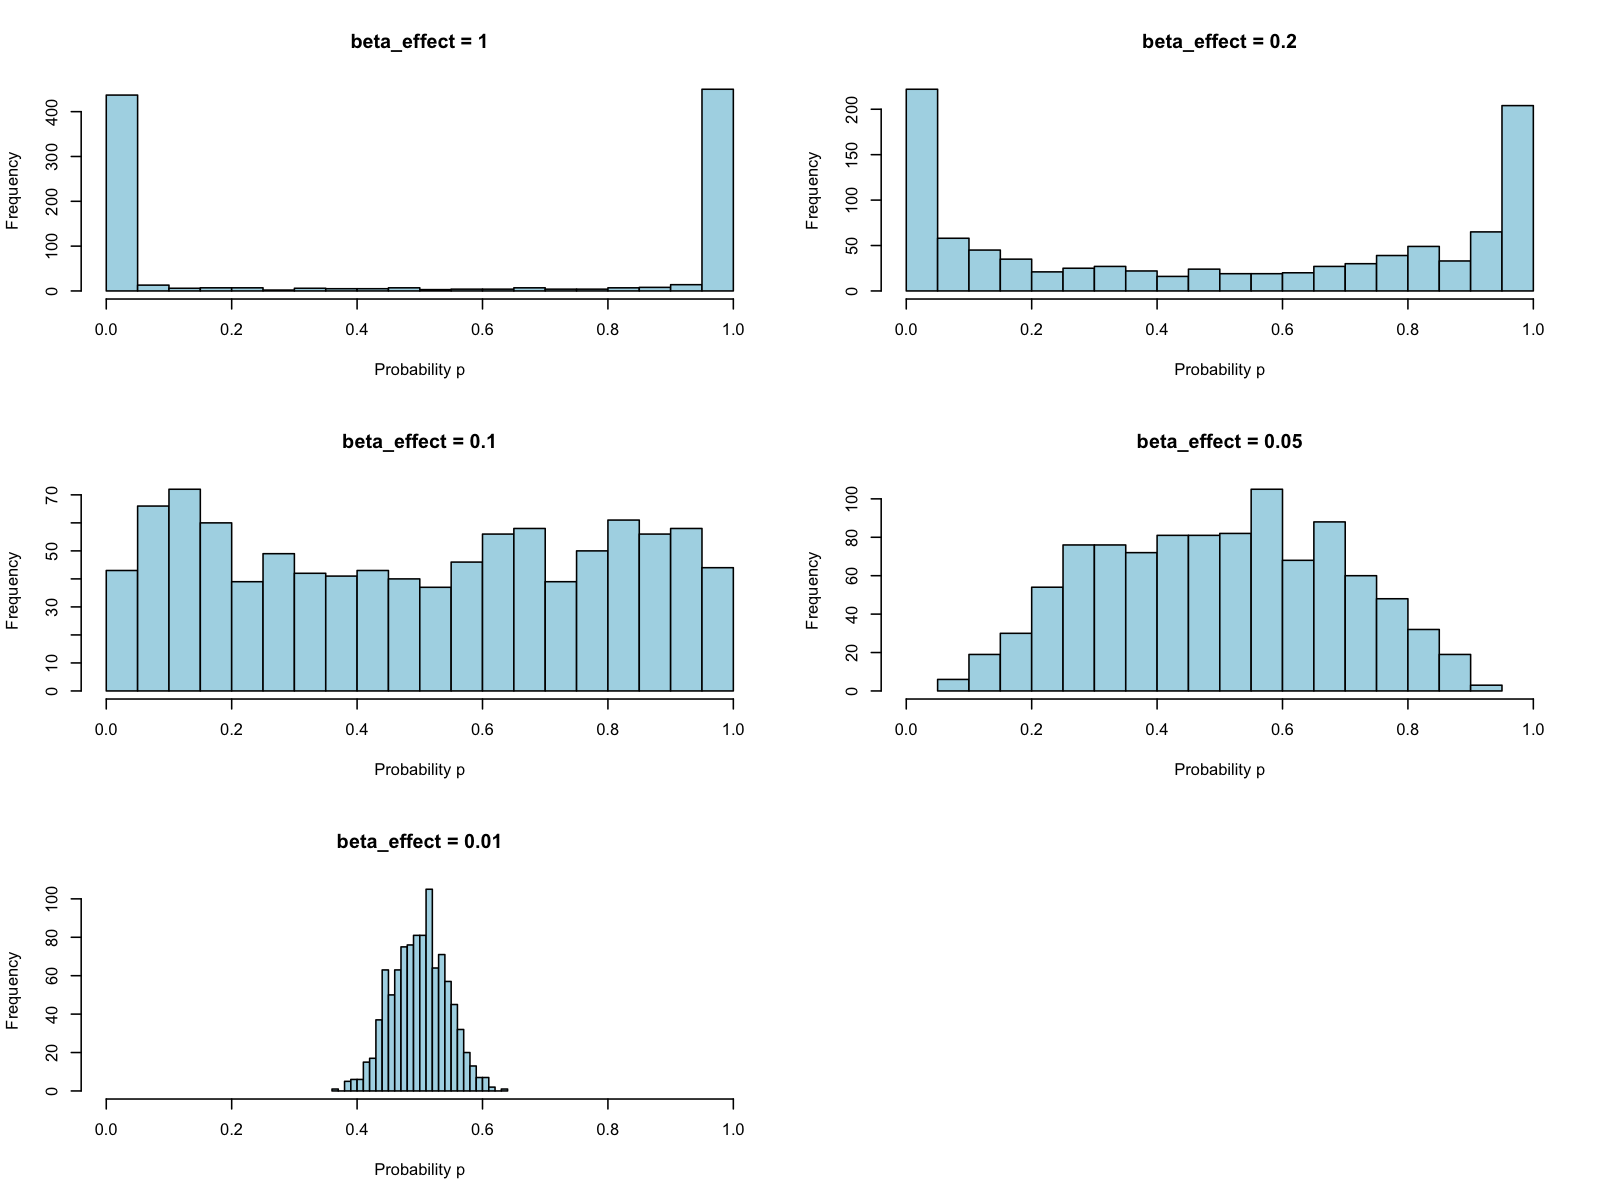 beta_effect = 1
Frequency
0 100 200 300 400
0.0 0.2 0.4 0.6 0.8 1.0
Probability p
beta_effect = 0.2
Frequency
0 50 100 150 200
0.0 0.2 0.4 0.6 0.8 1.0
Probability p
beta_effect = 0.1
Frequency
0 10 30 50 70
0.0 0.2 0.4 0.6 0.8 1.0
Probability p
beta_effect = 0.05
Frequency
0 20 40 60 80 100
0.0 0.2 0.4 0.6 0.8 1.0
Probability p
beta_effect = 0.01
Frequency
0 20 40 60 80 100
0.0 0.2 0.4 0.6 0.8 1.0
Probability p